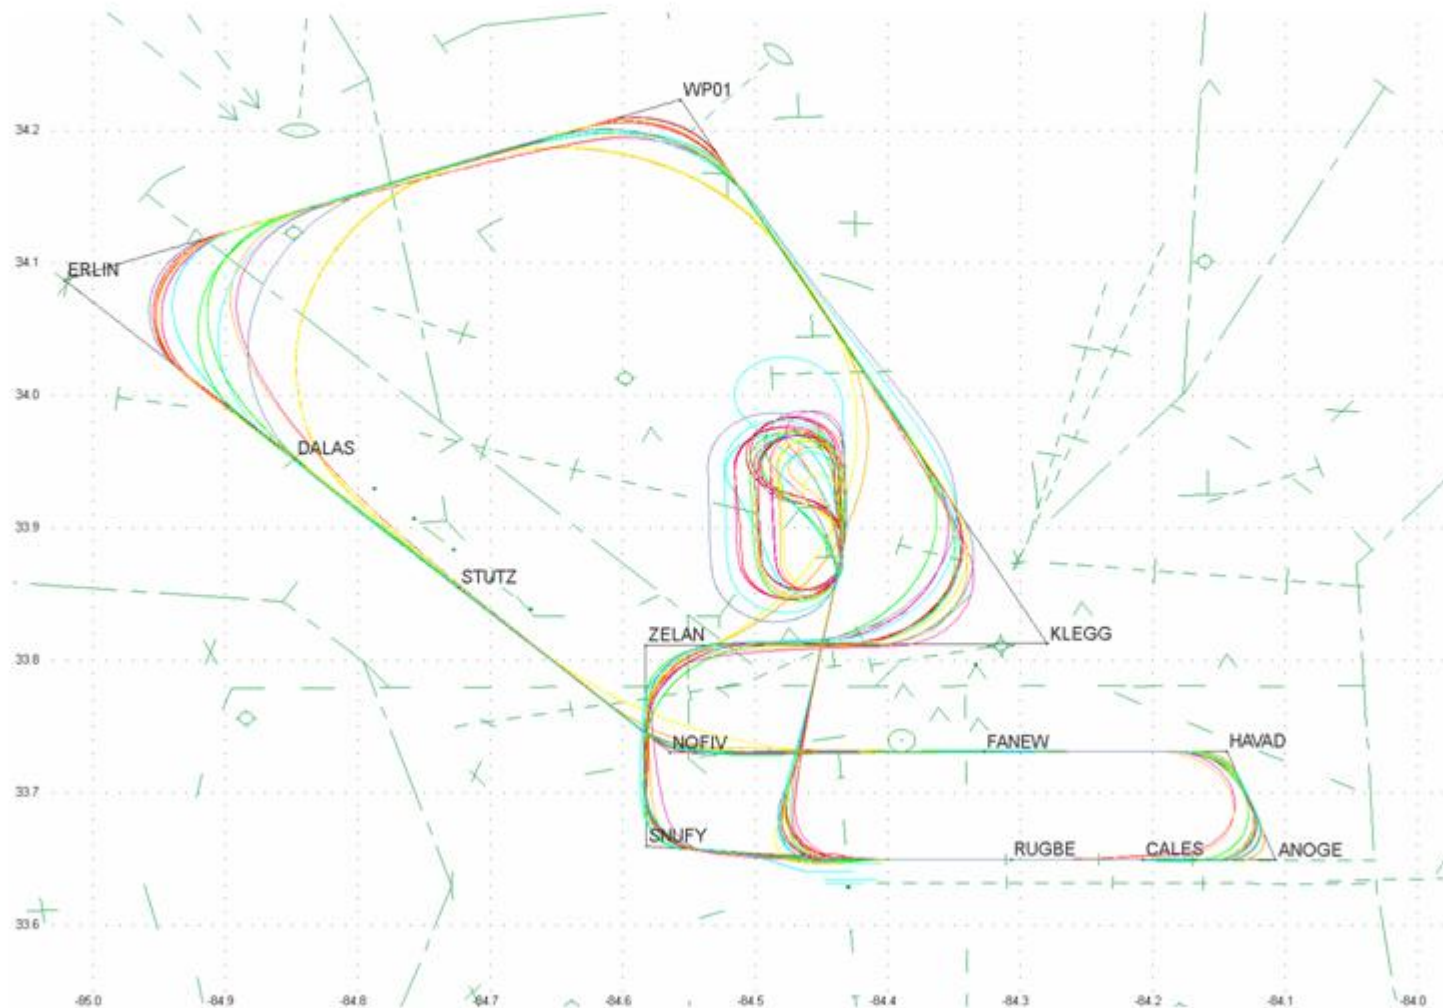 WP01
34.2
34.1
ERLIN
34.0
DALAS
33.9
STUTZ
ZELAN
KLEGG
33.8
NOFIV
FANEW
HAVAD
33.7
SNUFY
RUGBE
CALES
ANOGE
33.6
-85.0
-84.9
-84.8
-84.7
-84.6
-84.5
-84.4
-84.3
-84.2
-84.1
-84.0